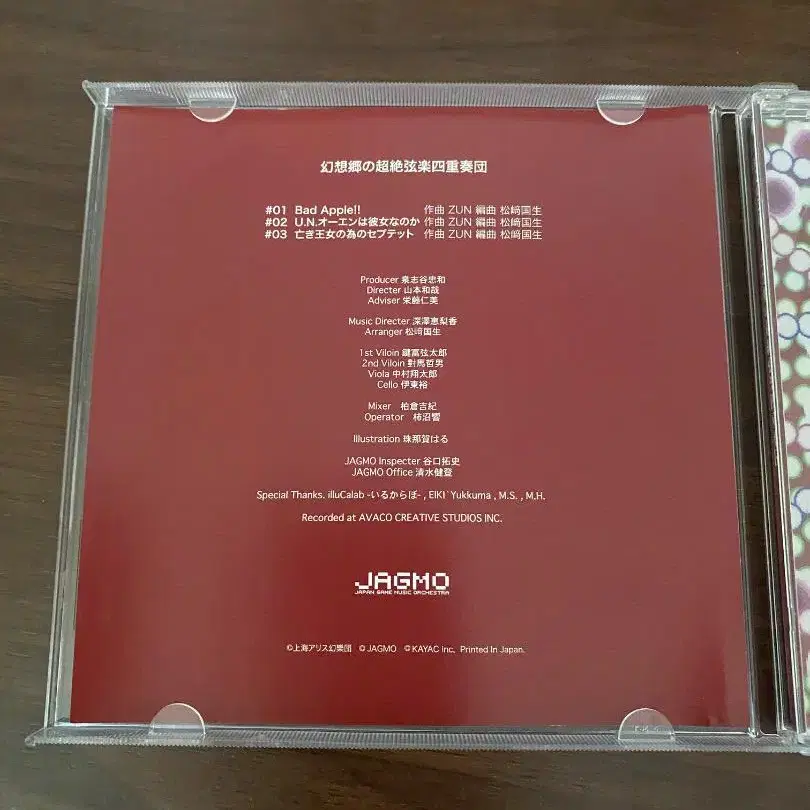 幻想郷の超絶弦楽四重奏団
#01 Bad Apple!! 作曲 ZUN 編曲 松﨑国生
#02 U.N.オーエンは彼女なのか 作曲 ZUN 編曲 松﨑国生
#03 亡き王女の為のセプテット 作曲 ZUN 編曲 松﨑国生
Producer 泉志谷忠和
Directer 山本和哉
Adviser 栄藤仁美
Music Directer 深澤恵梨香
Arranger 松﨑国生
1st Viloin 鍵冨弦太郎
2nd Viloin 對馬哲男
Viola 中村翔太郎
Cello 伊東裕
Mixer 柏倉吉紀
Operator 柿沼響
Illustration 珠那賀はる
JAGMO Inspecter 谷口拓史
JAGMO Office 清水健登
Special Thanks. illuCalab -いるからぼ- , EIKI`Yukkuma , M.S. , M.H.
Recorded at AVACO CREATIVE STUDIOS INC.
JAGMO
JAPAN GAME MUSIC ORCHESTRA
©上海アリス幻樂団 ©JAGMO ©KAYAC Inc. Printed In Japan.